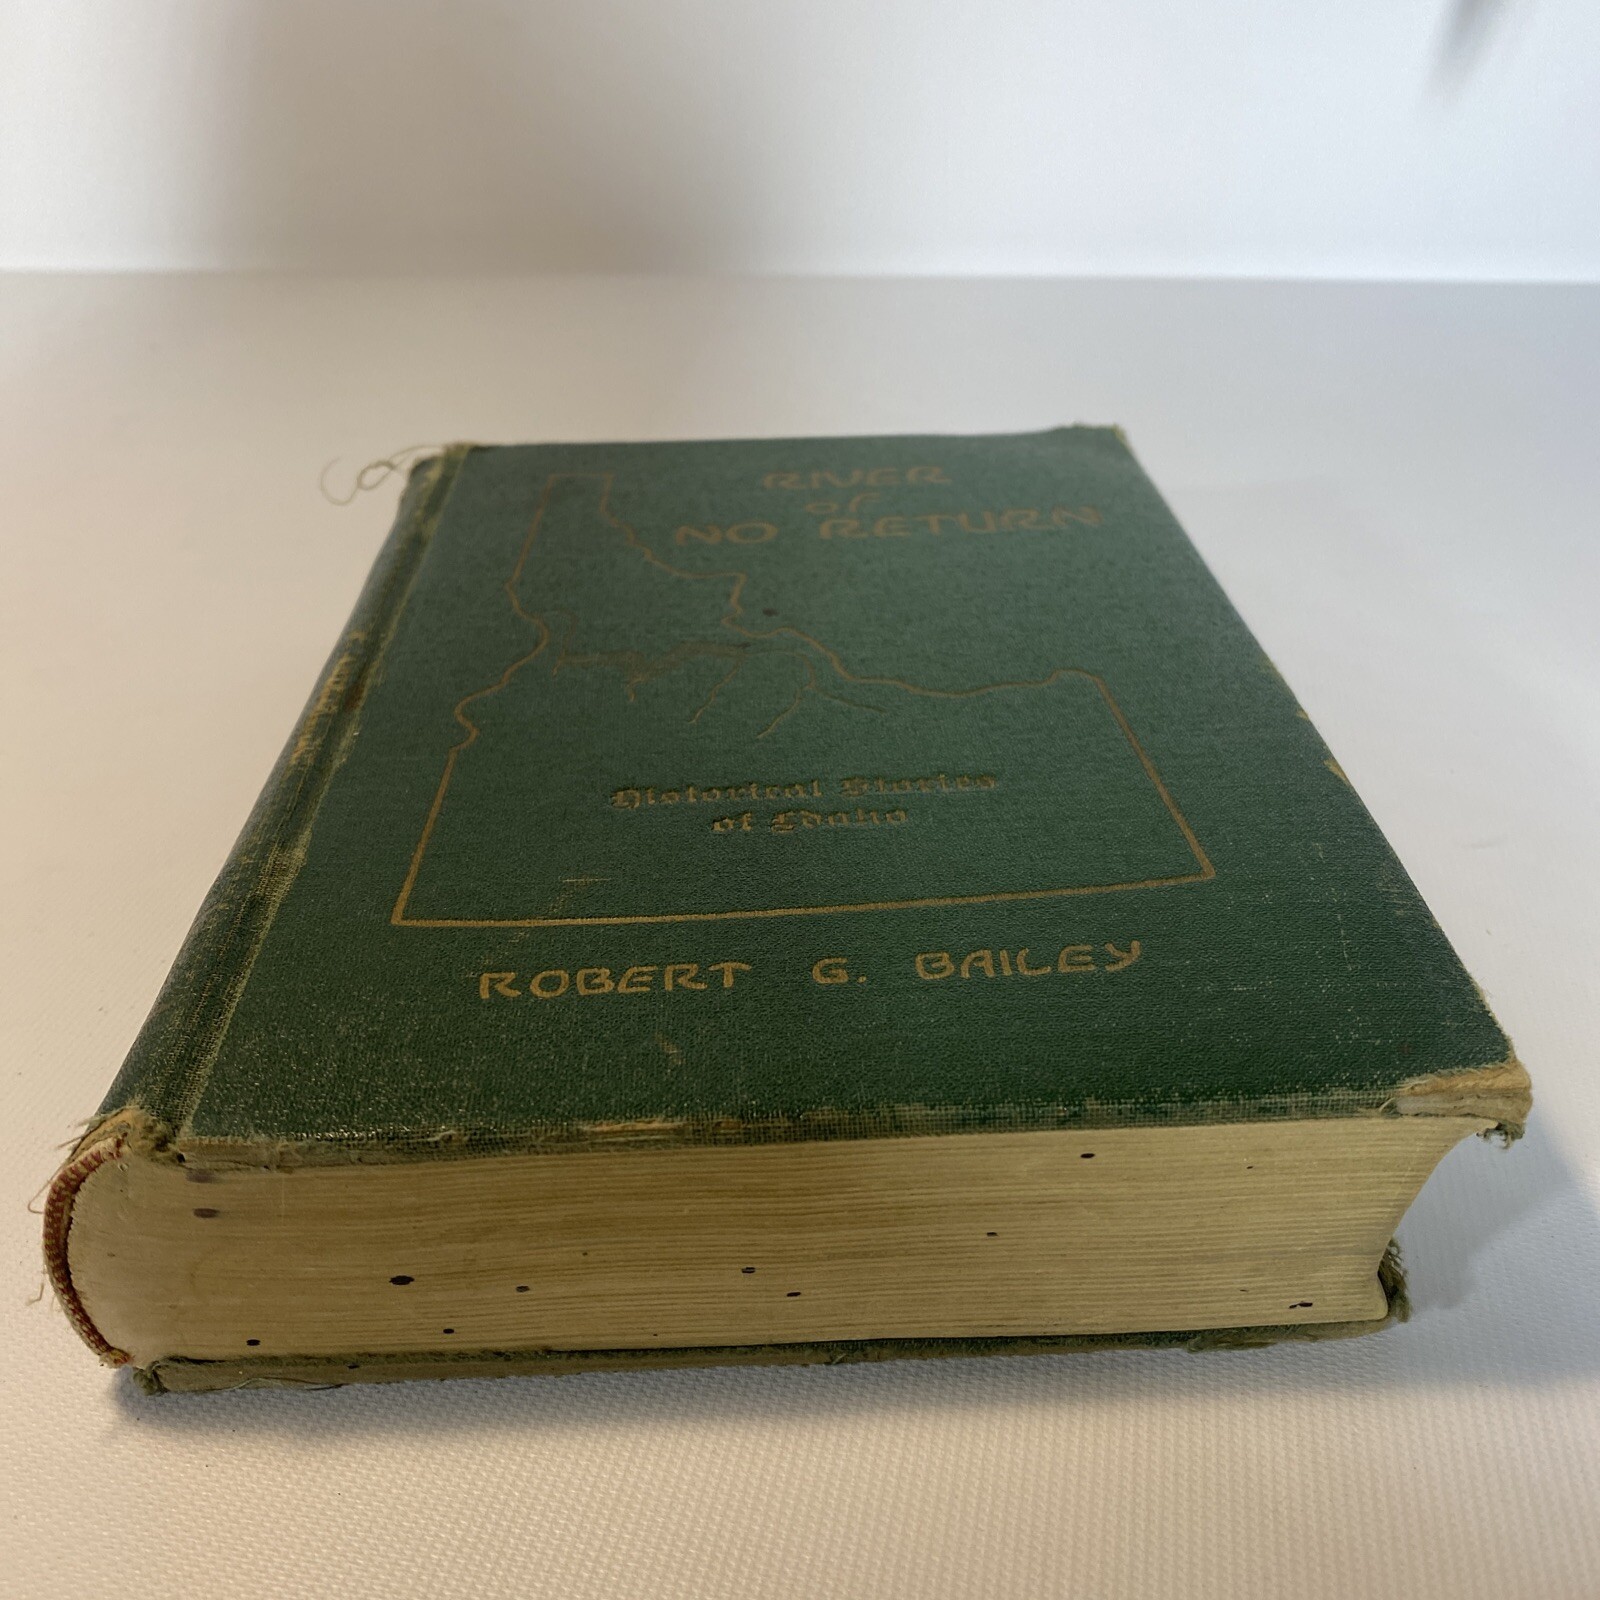 RIVER
of
NO RETURN
Historical Stories
of Idaho
ROBERT G. BAILEY